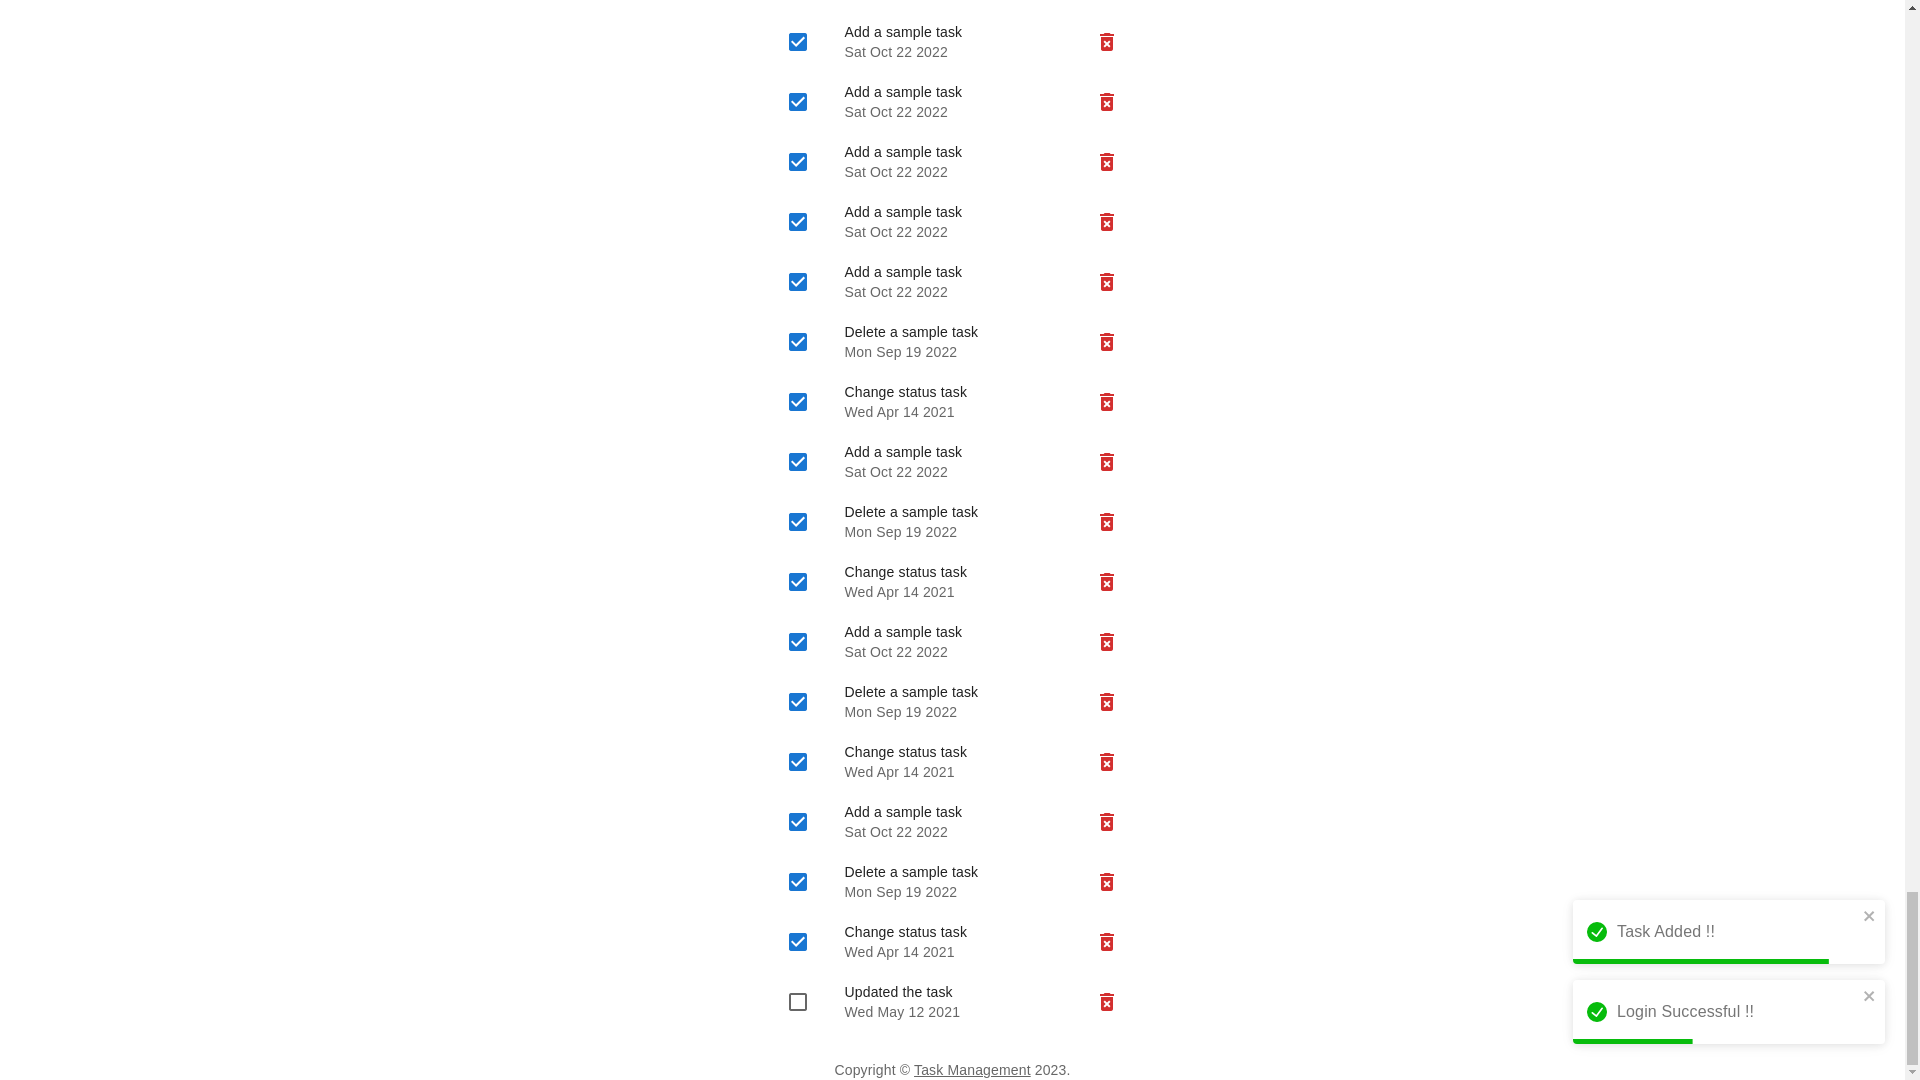 Add a sample task
Sat Oct 22 2022
Add a sample task
Sat Oct 22 2022
Add a sample task
Sat Oct 22 2022
Add a sample task
Sat Oct 22 2022
Add a sample task
Sat Oct 22 2022
Delete a sample task
Mon Sep 19 2022
Change status task
Wed Apr 14 2021
Add a sample task
Sat Oct 22 2022
Delete a sample task
Mon Sep 19 2022
Change status task
Wed Apr 14 2021
Add a sample task
Sat Oct 22 2022
Delete a sample task
Mon Sep 19 2022
Change status task
Wed Apr 14 2021
Add a sample task
Sat Oct 22 2022
Delete a sample task
Mon Sep 19 2022
Change status task
Wed Apr 14 2021
Updated the task
Wed May 12 2021
Task Added !!
Login Successful !!
Copyright © Task Management 2023.